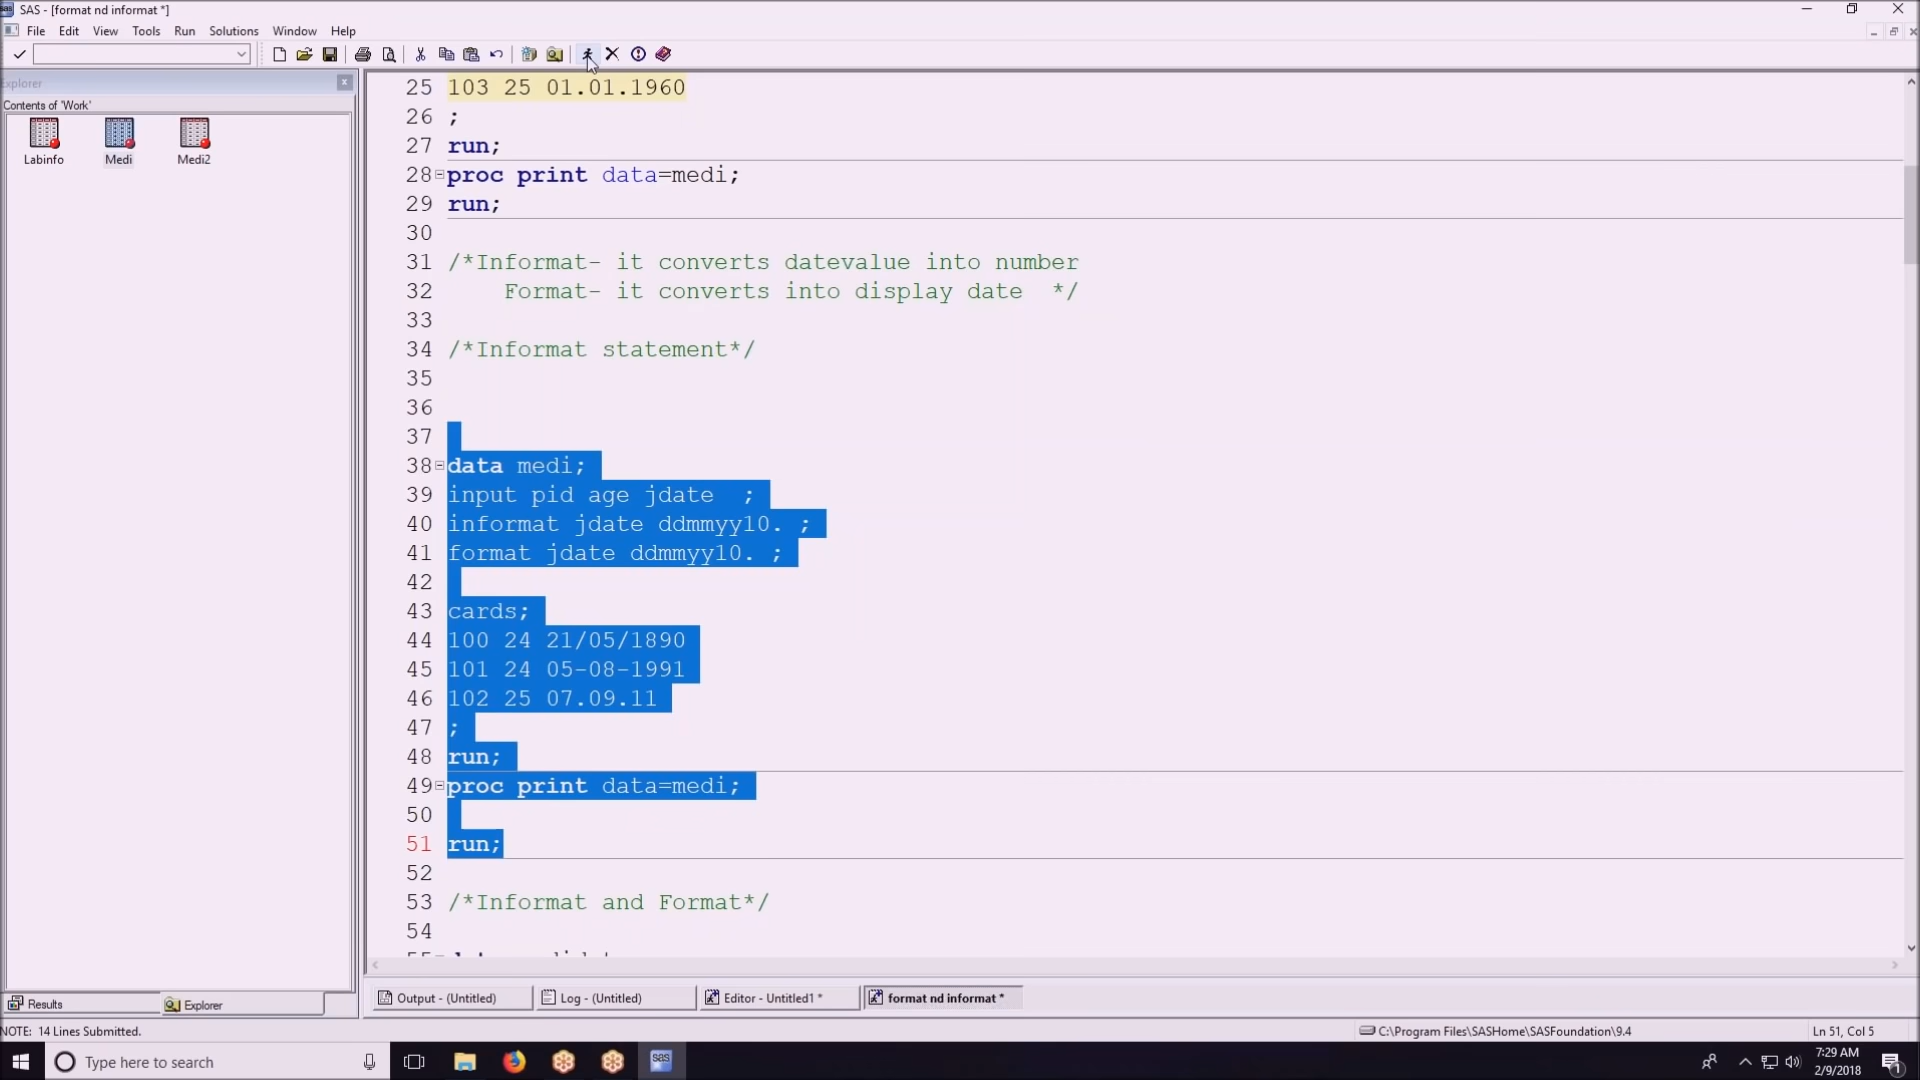 SAS - [format nd informat *]
File Edit View Tools Run Solutions Window Help
Explorer
Contents of 'Work'
Labinfo Medi Medi2
25 103 25 01.01.1960
26 ;
27 run;
28 proc print data=medi;
29 run;
30
31 /*Informat- it converts datevalue into number
32 Format- it converts into display date */
33
34 /*Informat statement*/
35
36
37
38 data medi;
39 input pid age jdate ;
40 informat jdate ddmmyy10. ;
41 format jdate ddmmyy10. ;
42
43 cards;
44 100 24 21/05/1890
45 101 24 05-08-1991
46 102 25 07.09.11
47 ;
48 run;
49 proc print data=medi;
50
51 run;
52
53 /*Informat and Format*/
54
Results Explorer
Output - (Untitled) Log - (Untitled) Editor - Untitled1 * format nd informat *
NOTE: 14 Lines Submitted.
C:\Program Files\SASHome\SASFoundation\9.4
Ln 51, Col 5
Type here to search
sas
7:29 AM
2/9/2018
1